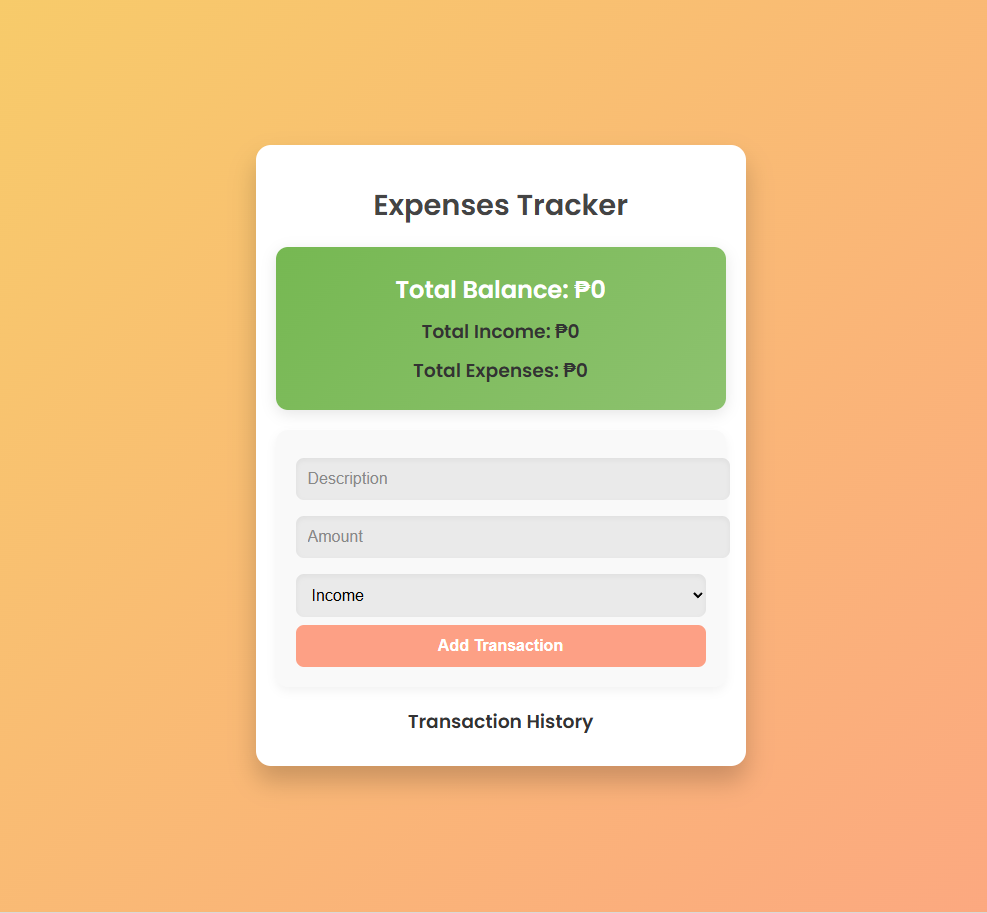 Expenses Tracker
Total Balance: ₱0
Total Income: ₱0
Total Expenses: ₱0
Description
Amount
Income
Add Transaction
Transaction History